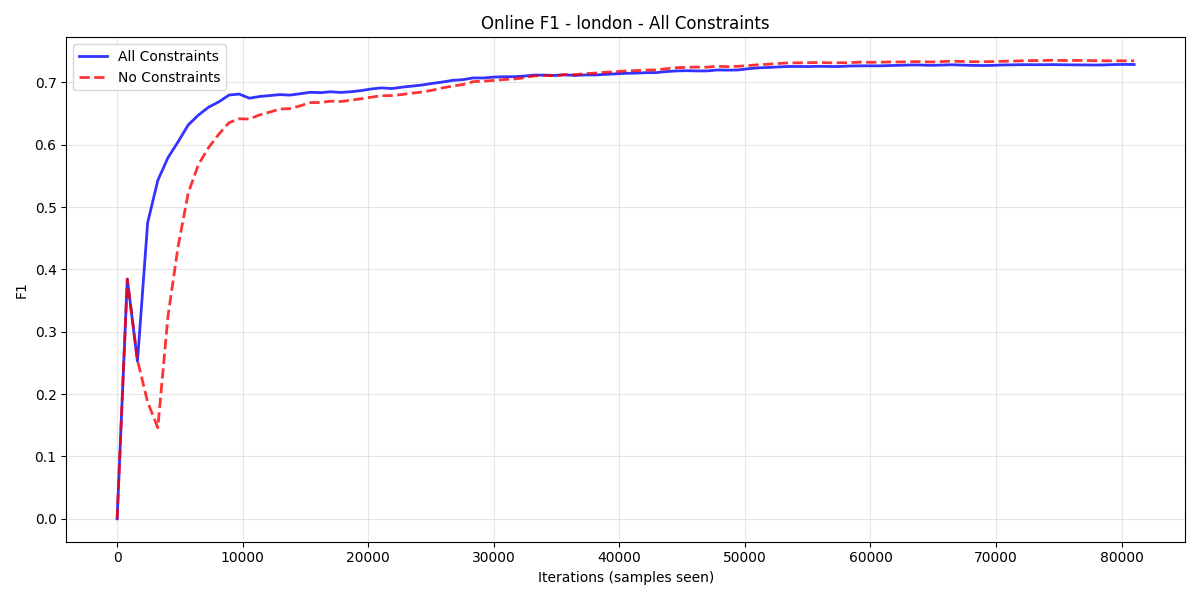 Online F1 - london - All Constraints
All Constraints
No Constraints
F1
0.7
0.6
0.5
0.4
0.3
0.2
0.1
0.0
0 10000 20000 30000 40000 50000 60000 70000 80000
Iterations (samples seen)